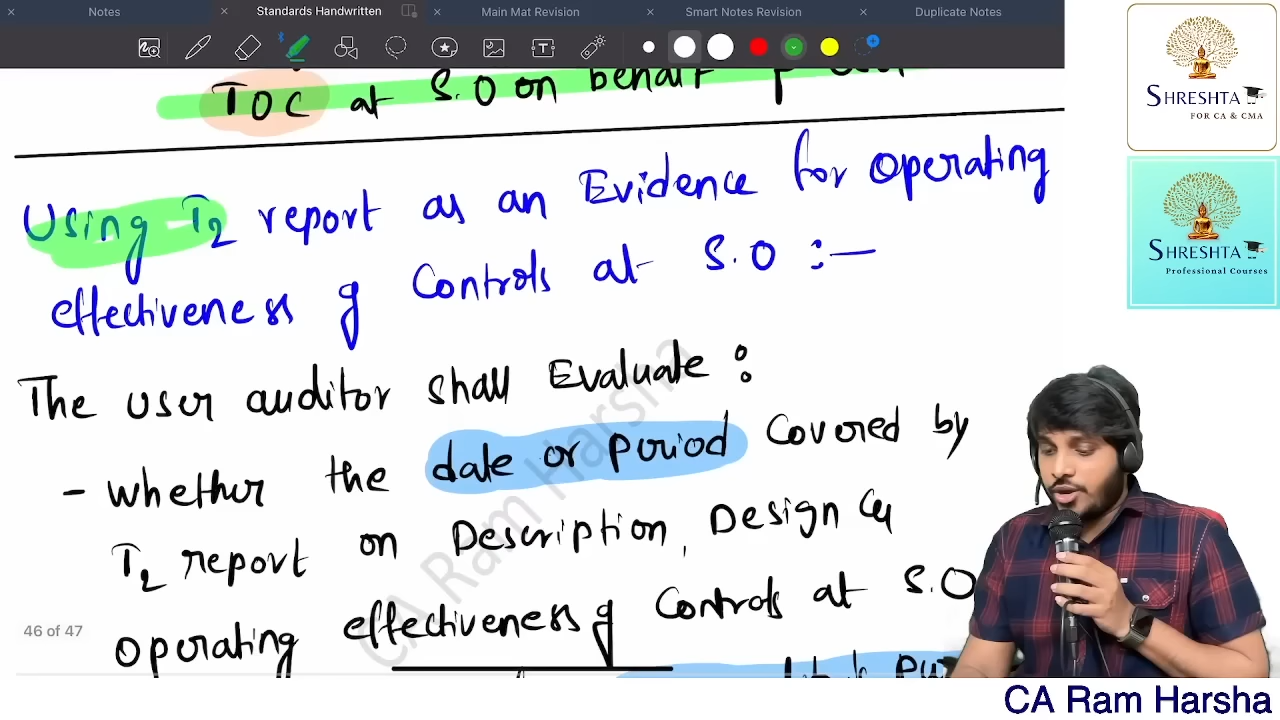 Notes
Standards Handwritten
Main Mat Revision
Smart Notes Revision
Duplicate Notes
TOC at S.O on behalf
SHRESHTA
FOR CA & CMA
Using T2 report as an Evidence for operating
effectiveness of Controls at S.O :-
SHRESHTA
Professional Courses
The user auditor shall Evaluate :
- whether the date or period Covered by
T2 report on Description, Design &
operating effectiveness of Controls at S.O
CA Ram Harsha
46 of 47
CA Ram Harsha